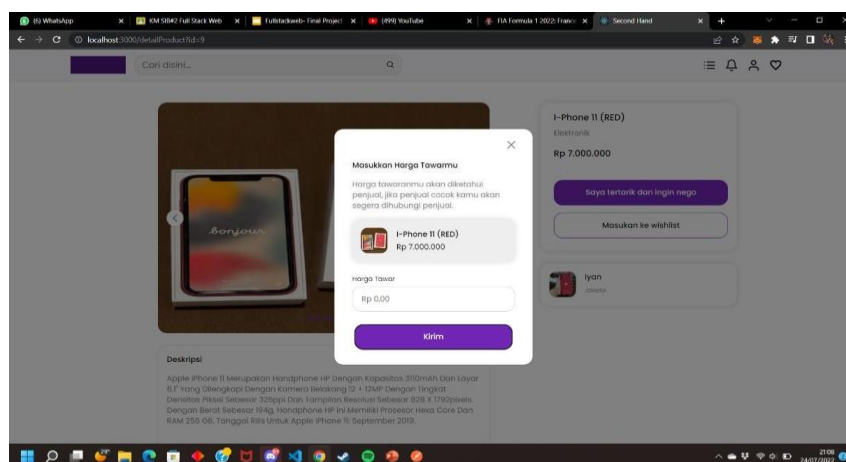 (6) WhatsApp
KM SIB#2 Full Stack Web
Fullstackweb- Final Project
(499) YouTube
FIA Formula 1 2022: Franc
Second Hand
localhost:3000/detailProduct?id=9
Cari disini...
I-Phone 11 (RED)
Elektronik
Rp 7.000.000
Saya tertarik dan ingin nego
Masukan ke wishlist
iyan
bonjour
Masukkan Harga Tawarmu
Harga tawaranmu akan diketahui
penjual, jika penjual cocok kamu akan
segera dihubungi penjual.
I-Phone 11 (RED)
Rp 7.000.000
Harga Tawar
Rp 0,00
Kirim
Deskripsi
Apple iPhone 11 Merupakan Handphone HP Dengan Kapasitas 3110mAh Dan Layar
6.1" Yang Dilengkapi Dengan Kamera Belakang 12 + 12MP Dengan Tingkat
Densitas Piksel Sebesar 326ppi Dan Tampilan Resolusi Sebesar 828 X 1792pixels.
Dengan Berat Sebesar 194g, Handphone HP Ini Memiliki Prosesor Hexa Core Dan
RAM 256 GB. Tanggal Rilis Untuk Apple iPhone 11: September 2019.
21:08
24/07/2022